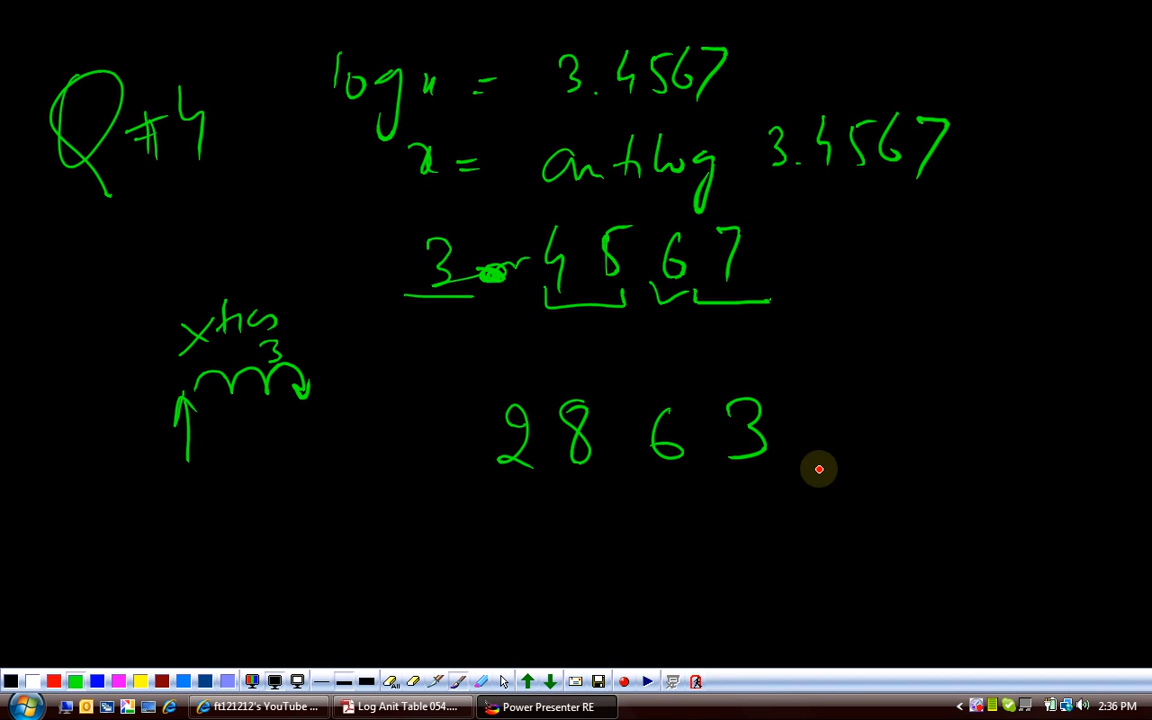 Q#4
log x = 3.4567
x = antilog 3.4567
3 . 4 5 6 7
3
2 8 6 3
ft121212's YouTube ...
Log Anit Table 054....
Power Presenter RE
2:36 PM